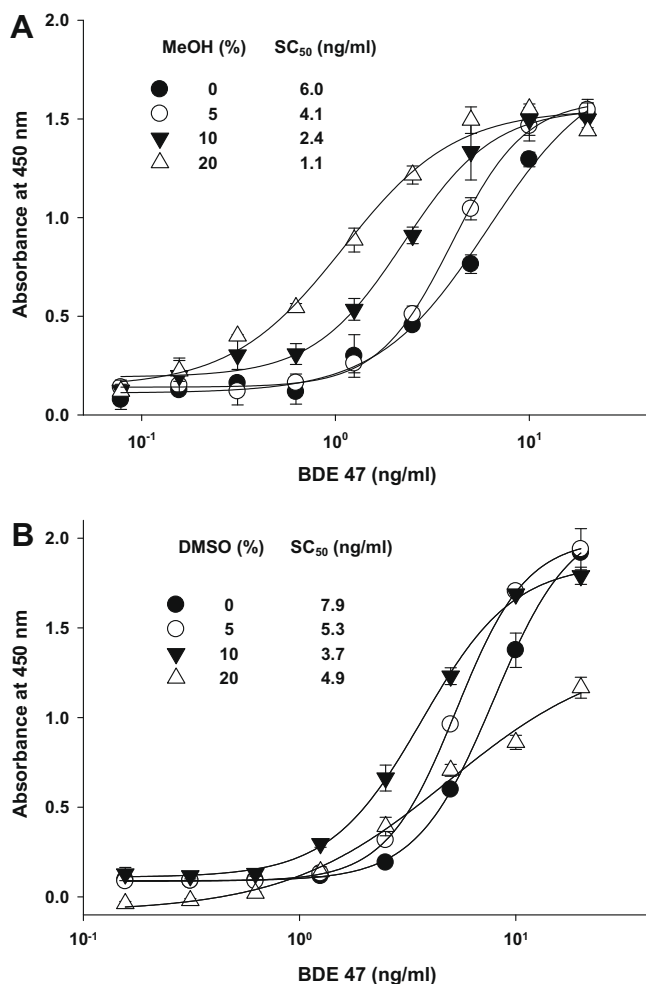 A
MeOH (%) SC₅₀ (ng/ml)
0 6.0
5 4.1
10 2.4
20 1.1
2.0
1.5
1.0
0.5
0.0
Absorbance at 450 nm
10⁻¹ 10⁰ 10¹
BDE 47 (ng/ml)
B
DMSO (%) SC₅₀ (ng/ml)
0 7.9
5 5.3
10 3.7
20 4.9
2.0
1.5
1.0
0.5
0.0
Absorbance at 450 nm
10⁻¹ 10⁰ 10¹
BDE 47 (ng/ml)